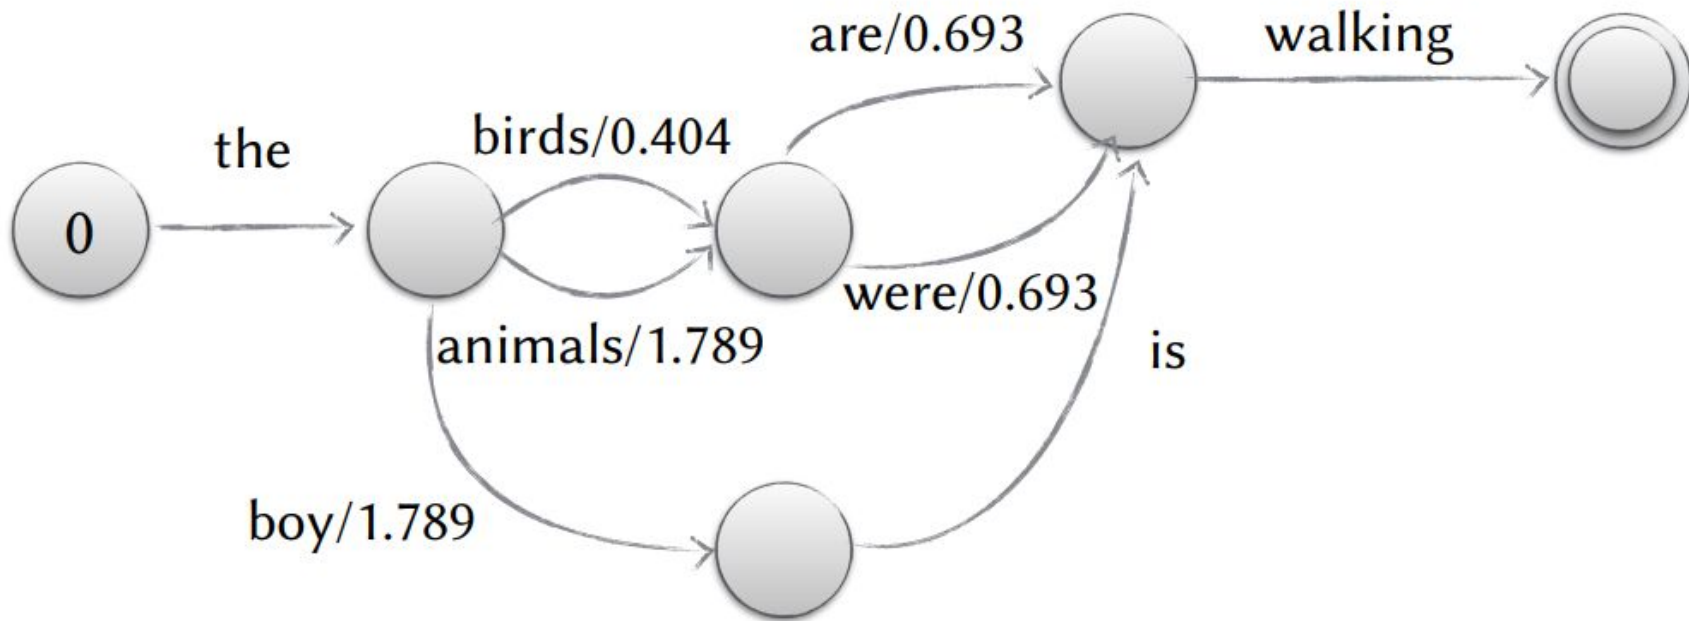 are/0.693
walking
the
birds/0.404
0
were/0.693
animals/1.789
is
boy/1.789